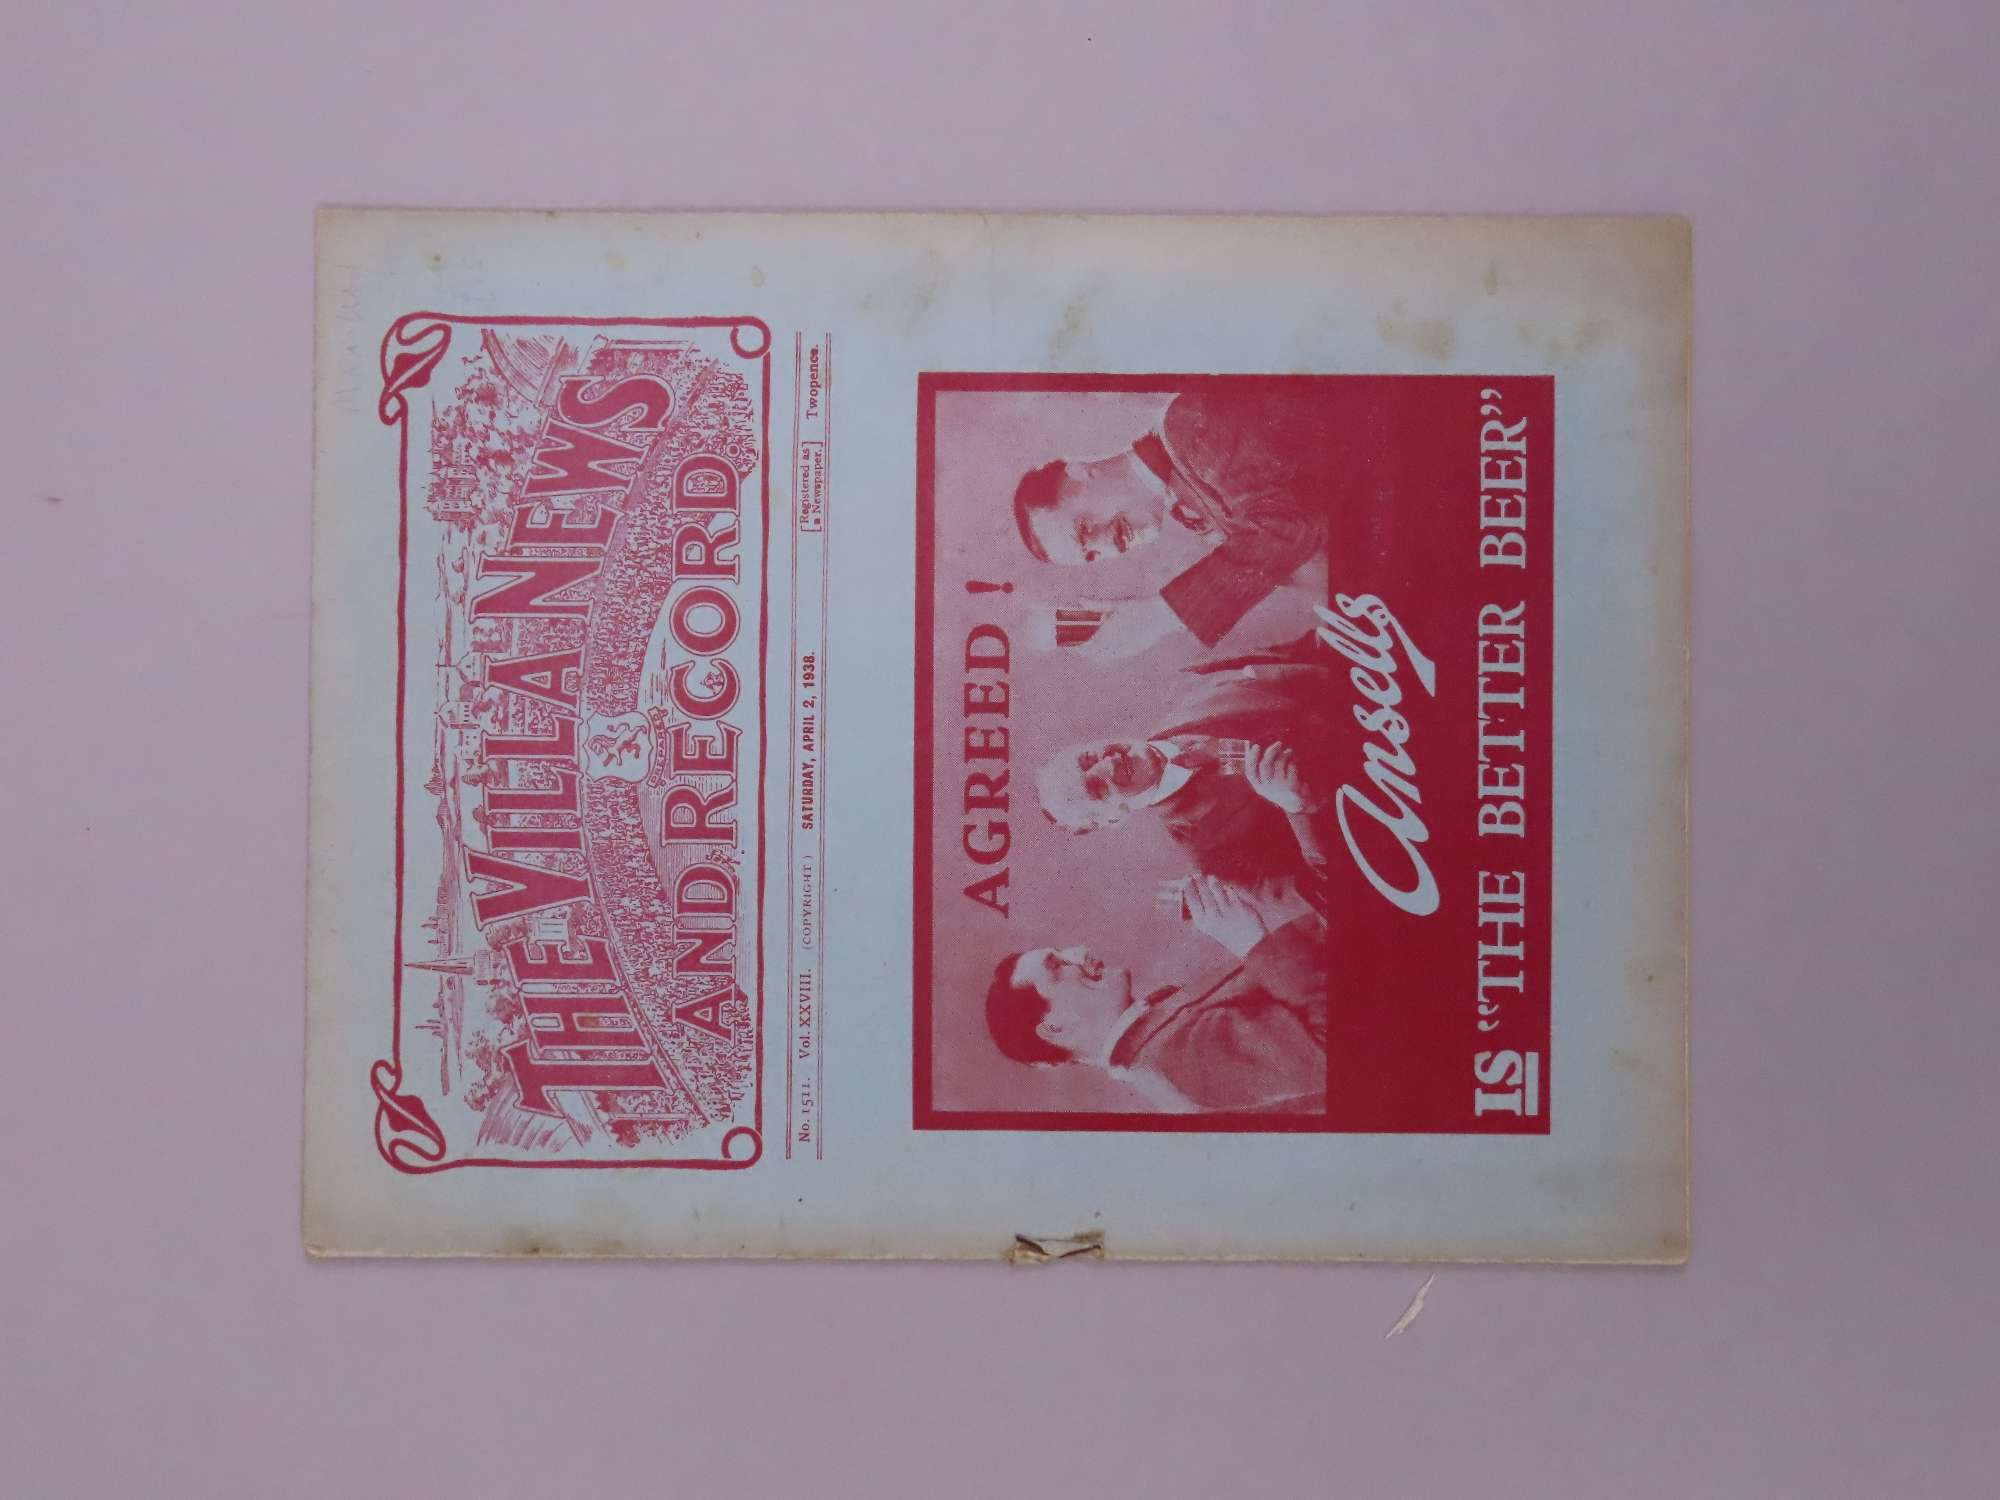 THE VILLA NEWS
AND RECORD.
No. 1511. Vol. XXVIII. (COPYRIGHT) SATURDAY, APRIL 2, 1938. [Registered as a Newspaper.] Twopence.
AGREED!
Ansells
IS "THE BETTER BEER"